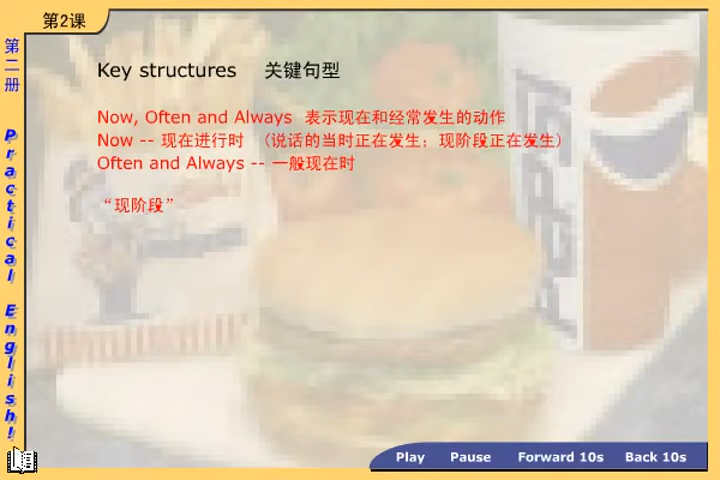 第2课
第二册
Practical English!
Key structures 关键句型
Now, Often and Always 表示现在和经常发生的动作
Now -- 现在进行时 (说话的当时正在发生；现阶段正在发生)
Often and Always -- 一般现在时
“现阶段”
Play Pause Forward 10s Back 10s